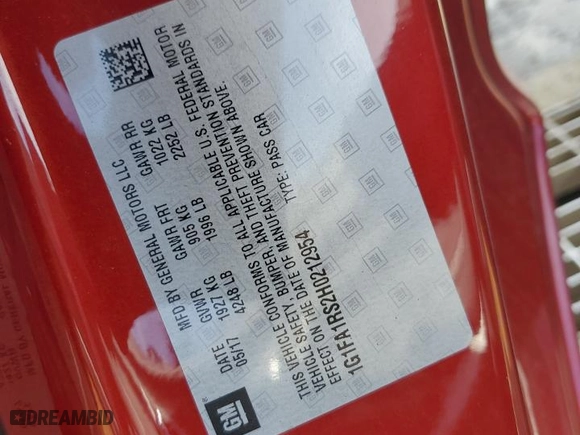 MFD BY GENERAL MOTORS LLC
DATE GVWR GAWR FRT GAWR RR
05/17 1927 KG 905 KG 1022 KG
4248 LB 1996 LB 2252 LB
THIS VEHICLE CONFORMS TO ALL APPLICABLE U.S. FEDERAL MOTOR
VEHICLE SAFETY, BUMPER, AND THEFT PREVENTION STANDARDS IN
EFFECT ON THE DATE OF MANUFACTURE SHOWN ABOVE.
1G1FA1RS2H0212954 TYPE: PASS CAR
GM
DREAMBID